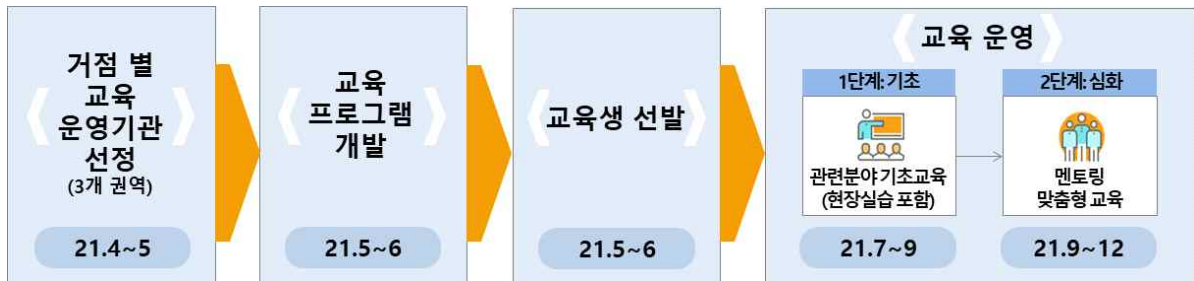 거점 별
교육
운영기관
선정
(3개 권역)
21.4~5
교육
프로그램
개발
21.5~6
교육생 선발
21.5~6
교육 운영
1단계: 기초
관련분야 기초교육
(현장실습 포함)
21.7~9
2단계: 심화
멘토링
맞춤형 교육
21.9~12